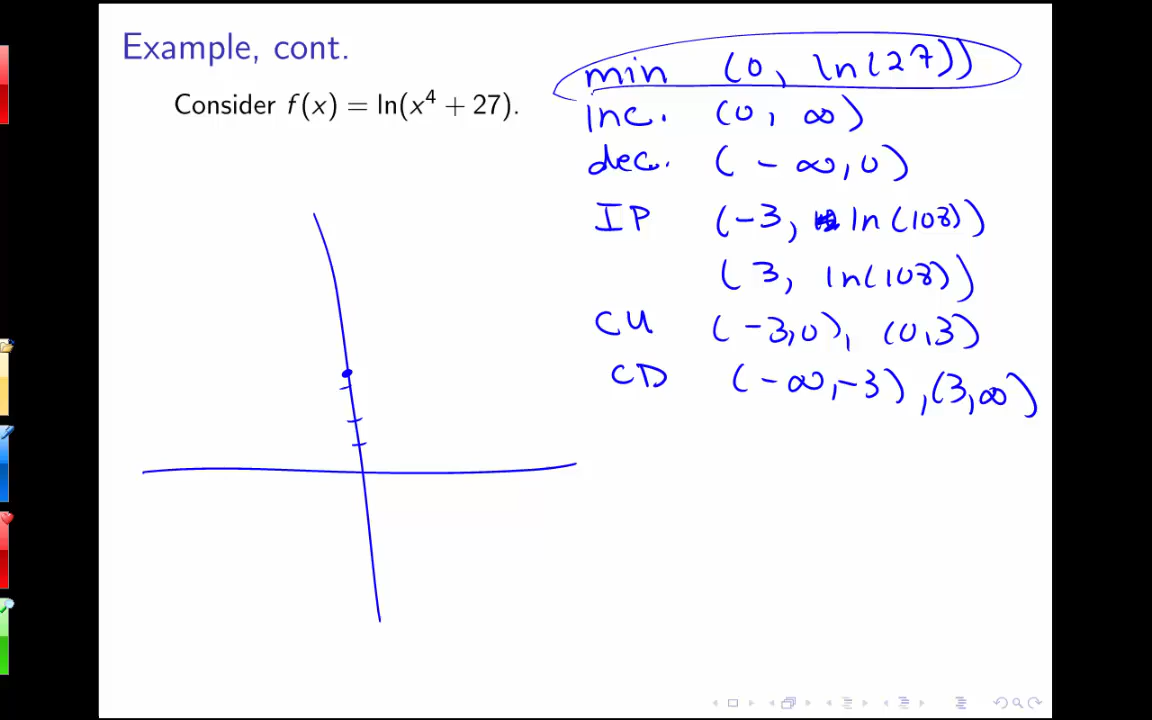 Example, cont.
Consider f(x) = ln(x⁴ + 27).
min (0, ln(27))
inc. (0, ∞)
dec. (-∞, 0)
IP (-3, ln(108))
(3, ln(108))
CU (-3,0), (0,3)
CD (-∞,-3), (3,∞)